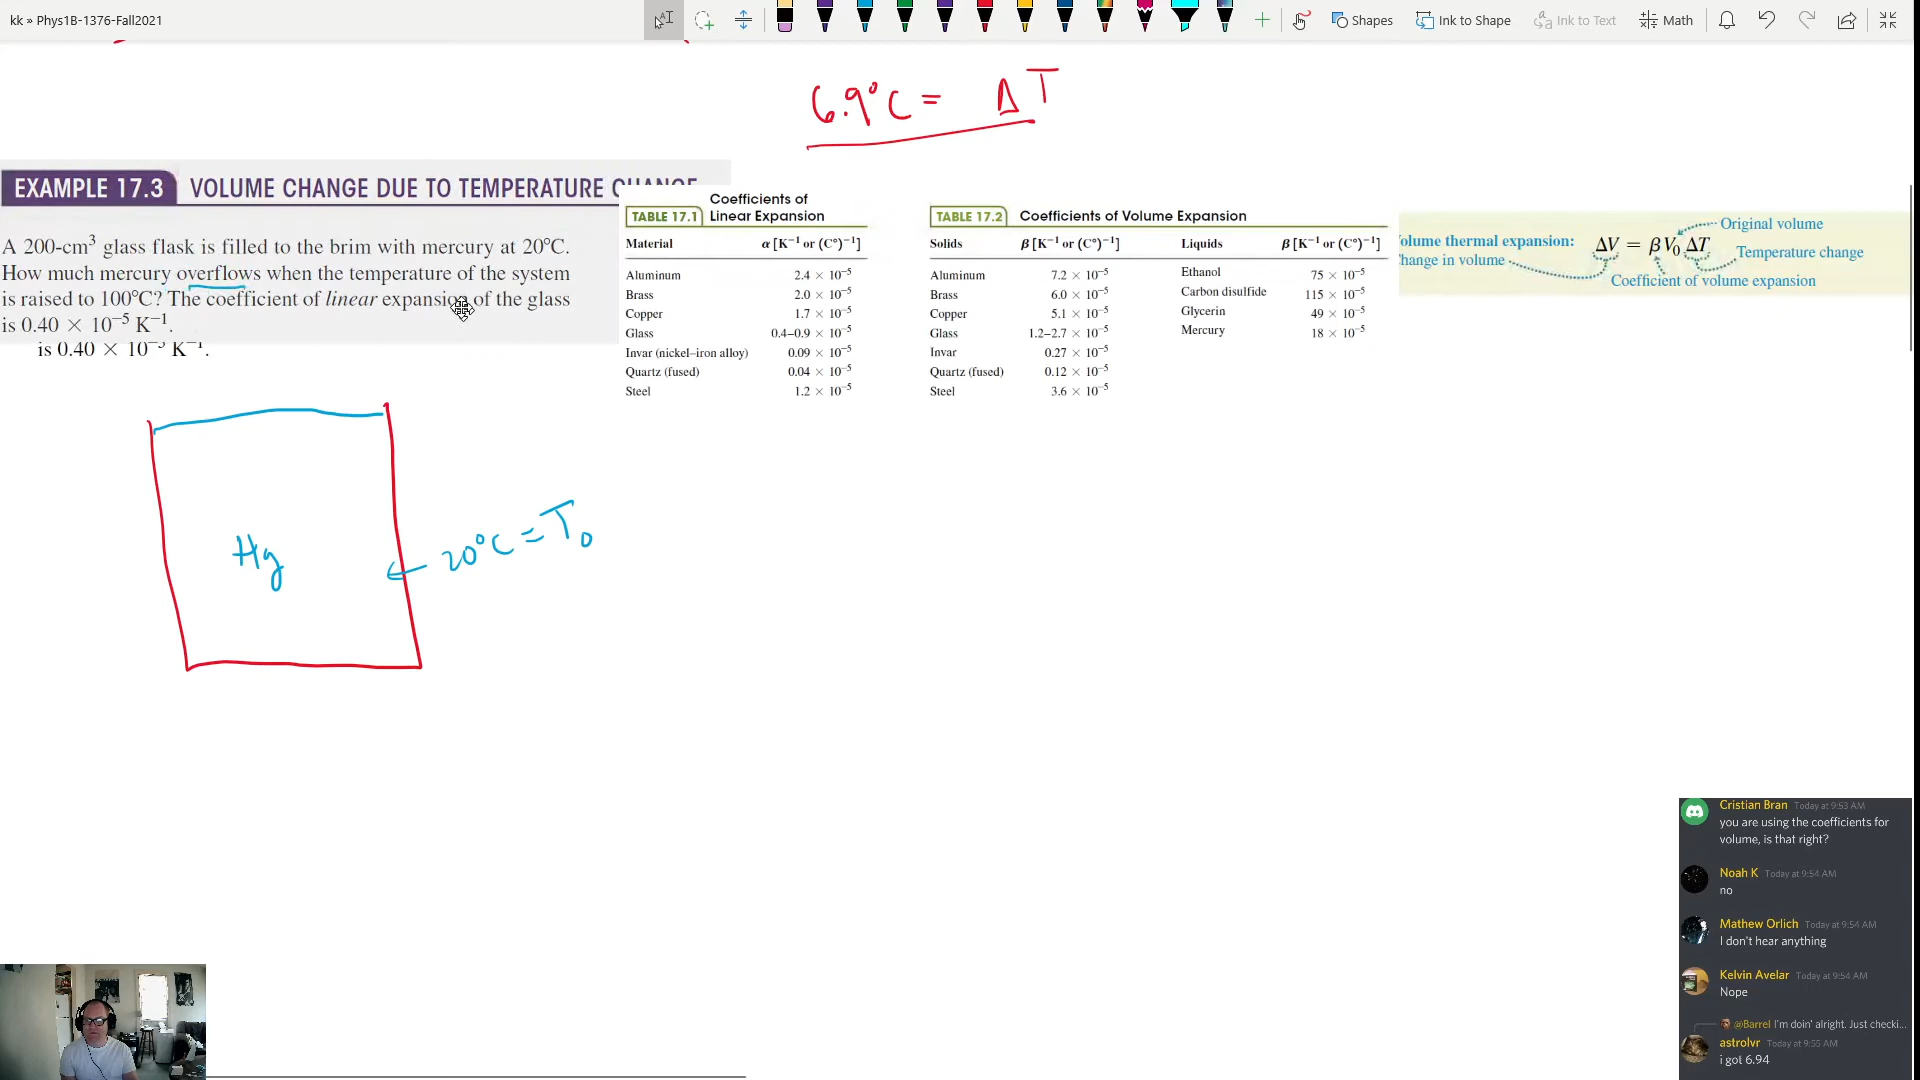 kk » Phys1B-1376-Fall2021
Shapes
Ink to Shape
Ink to Text
Math
6.9°C = ΔT
EXAMPLE 17.3 VOLUME CHANGE DUE TO TEMPERATURE CHANGE
A 200-cm³ glass flask is filled to the brim with mercury at 20°C.
How much mercury overflows when the temperature of the system
is raised to 100°C? The coefficient of linear expansion of the glass
is 0.40 × 10⁻⁵ K⁻¹.
is 0.40 × 10⁻⁵ K⁻¹.
TABLE 17.1 Coefficients of
Linear Expansion
Material α [K⁻¹ or (C°)⁻¹]
Aluminum 2.4 × 10⁻⁵
Brass 2.0 × 10⁻⁵
Copper 1.7 × 10⁻⁵
Glass 0.4–0.9 × 10⁻⁵
Invar (nickel–iron alloy) 0.09 × 10⁻⁵
Quartz (fused) 0.04 × 10⁻⁵
Steel 1.2 × 10⁻⁵
TABLE 17.2 Coefficients of Volume Expansion
Solids β [K⁻¹ or (C°)⁻¹] Liquids β [K⁻¹ or (C°)⁻¹]
Aluminum 7.2 × 10⁻⁵ Ethanol 75 × 10⁻⁵
Brass 6.0 × 10⁻⁵ Carbon disulfide 115 × 10⁻⁵
Copper 5.1 × 10⁻⁵ Glycerin 49 × 10⁻⁵
Glass 1.2–2.7 × 10⁻⁵ Mercury 18 × 10⁻⁵
Invar 0.27 × 10⁻⁵
Quartz (fused) 0.12 × 10⁻⁵
Steel 3.6 × 10⁻⁵
Original volume
olume thermal expansion: ΔV = βV₀ ΔT
hange in volume Temperature change
Coefficient of volume expansion
Hg
20°C = T₀
Cristian Bran Today at 9:53 AM
you are using the coefficients for
volume, is that right?
Noah K Today at 9:54 AM
no
Mathew Orlich Today at 9:54 AM
I don't hear anything
Kelvin Avelar Today at 9:54 AM
Nope
@Barrel I'm doin' alright. Just checki...
astrolvr Today at 9:55 AM
i got 6.94